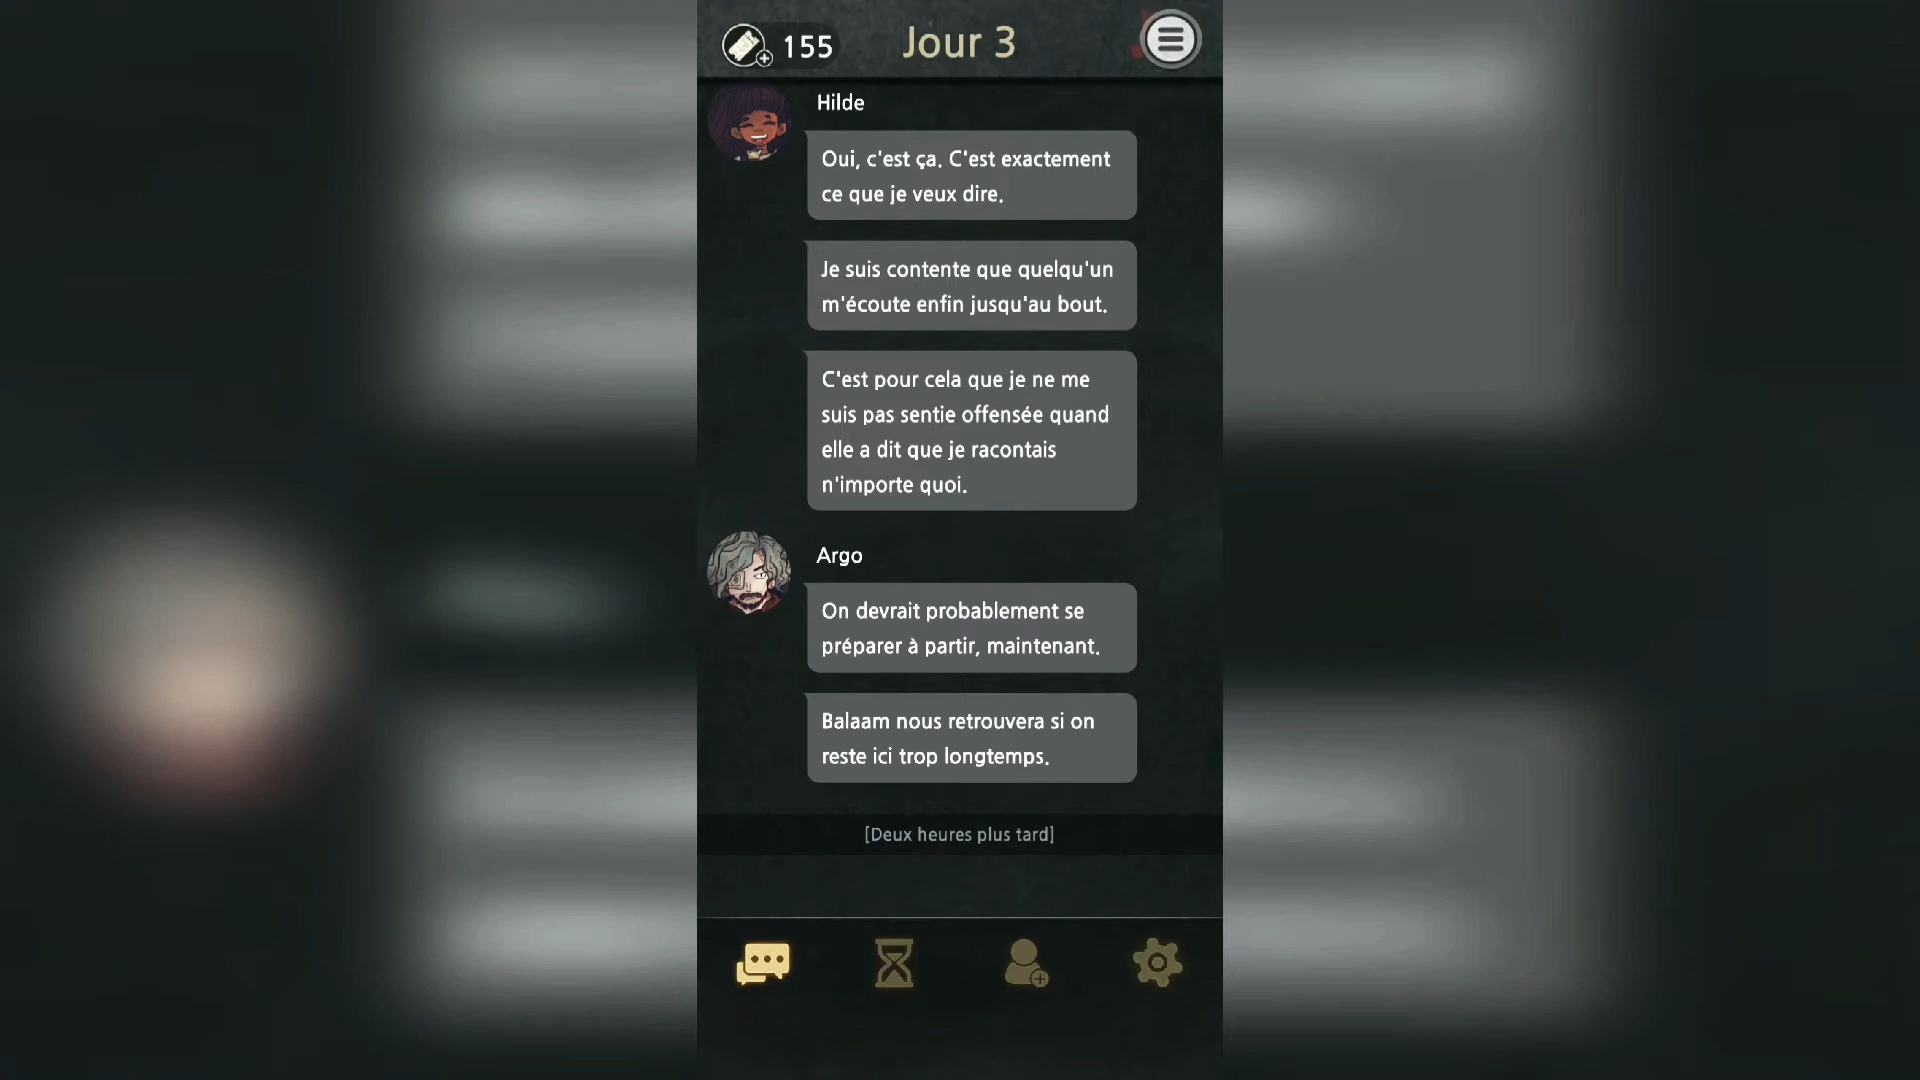 155
Jour 3
Hilde
Oui, c'est ça. C'est exactement
ce que je veux dire.
Je suis contente que quelqu'un
m'écoute enfin jusqu'au bout.
C'est pour cela que je ne me
suis pas sentie offensée quand
elle a dit que je racontais
n'importe quoi.
Argo
On devrait probablement se
préparer à partir, maintenant.
Balaam nous retrouvera si on
reste ici trop longtemps.
[Deux heures plus tard]